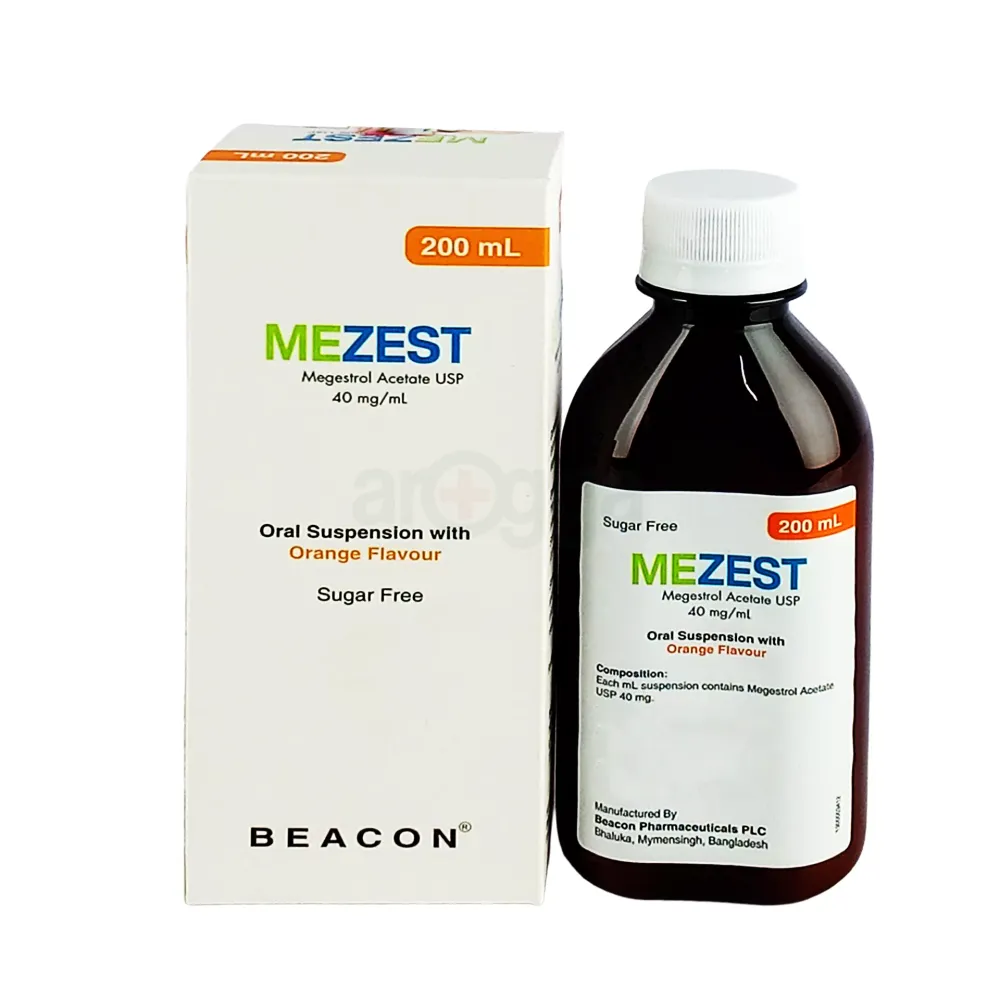 MEZEST
200 mL
200 mL
MEZEST
Megestrol Acetate USP
40 mg/mL
Oral Suspension with
Orange Flavour
Sugar Free
BEACON®
Sugar Free
200 mL
MEZEST
Megestrol Acetate USP
40 mg/mL
Oral Suspension with
Orange Flavour
Composition:
Each mL suspension contains Megestrol Acetate
USP 40 mg.
Manufactured By
Beacon Pharmaceuticals PLC
Bhaluka, Mymensingh, Bangladesh